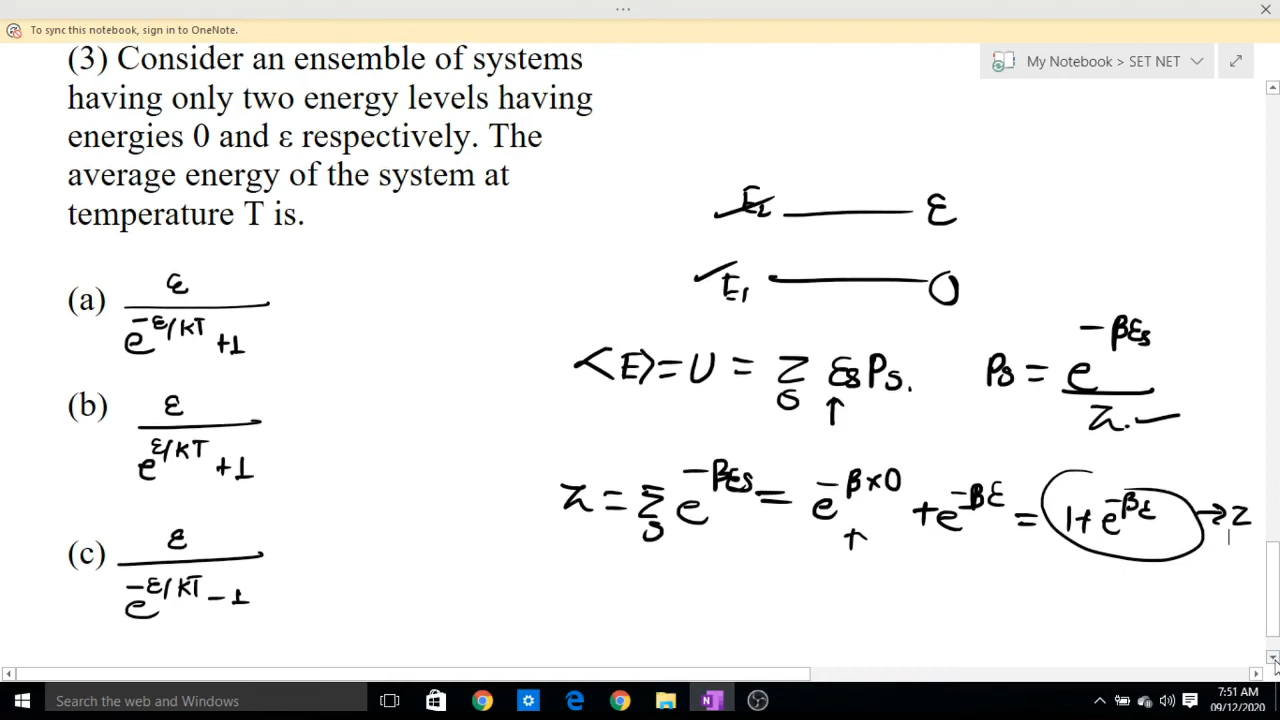 To sync this notebook, sign in to OneNote.
My Notebook > SET NET
(3) Consider an ensemble of systems
having only two energy levels having
energies 0 and ε respectively. The
average energy of the system at
temperature T is.
(a) ε / (e^(-ε/kT) + 1)
(b) ε / (e^(ε/kT) + 1)
(c) ε / (e^(-ε/kT) - 1)
E₂ ε
E₁ 0
<E> = U = Σ_s ε_s P_s. P_s = e^(-βε_s) / Z.
Z = Σ_s e^(-βε_s) = e^(-β×0) + e^(-βε) = 1 + e^(-βε) → Z
Search the web and Windows
7:51 AM
09/12/2020